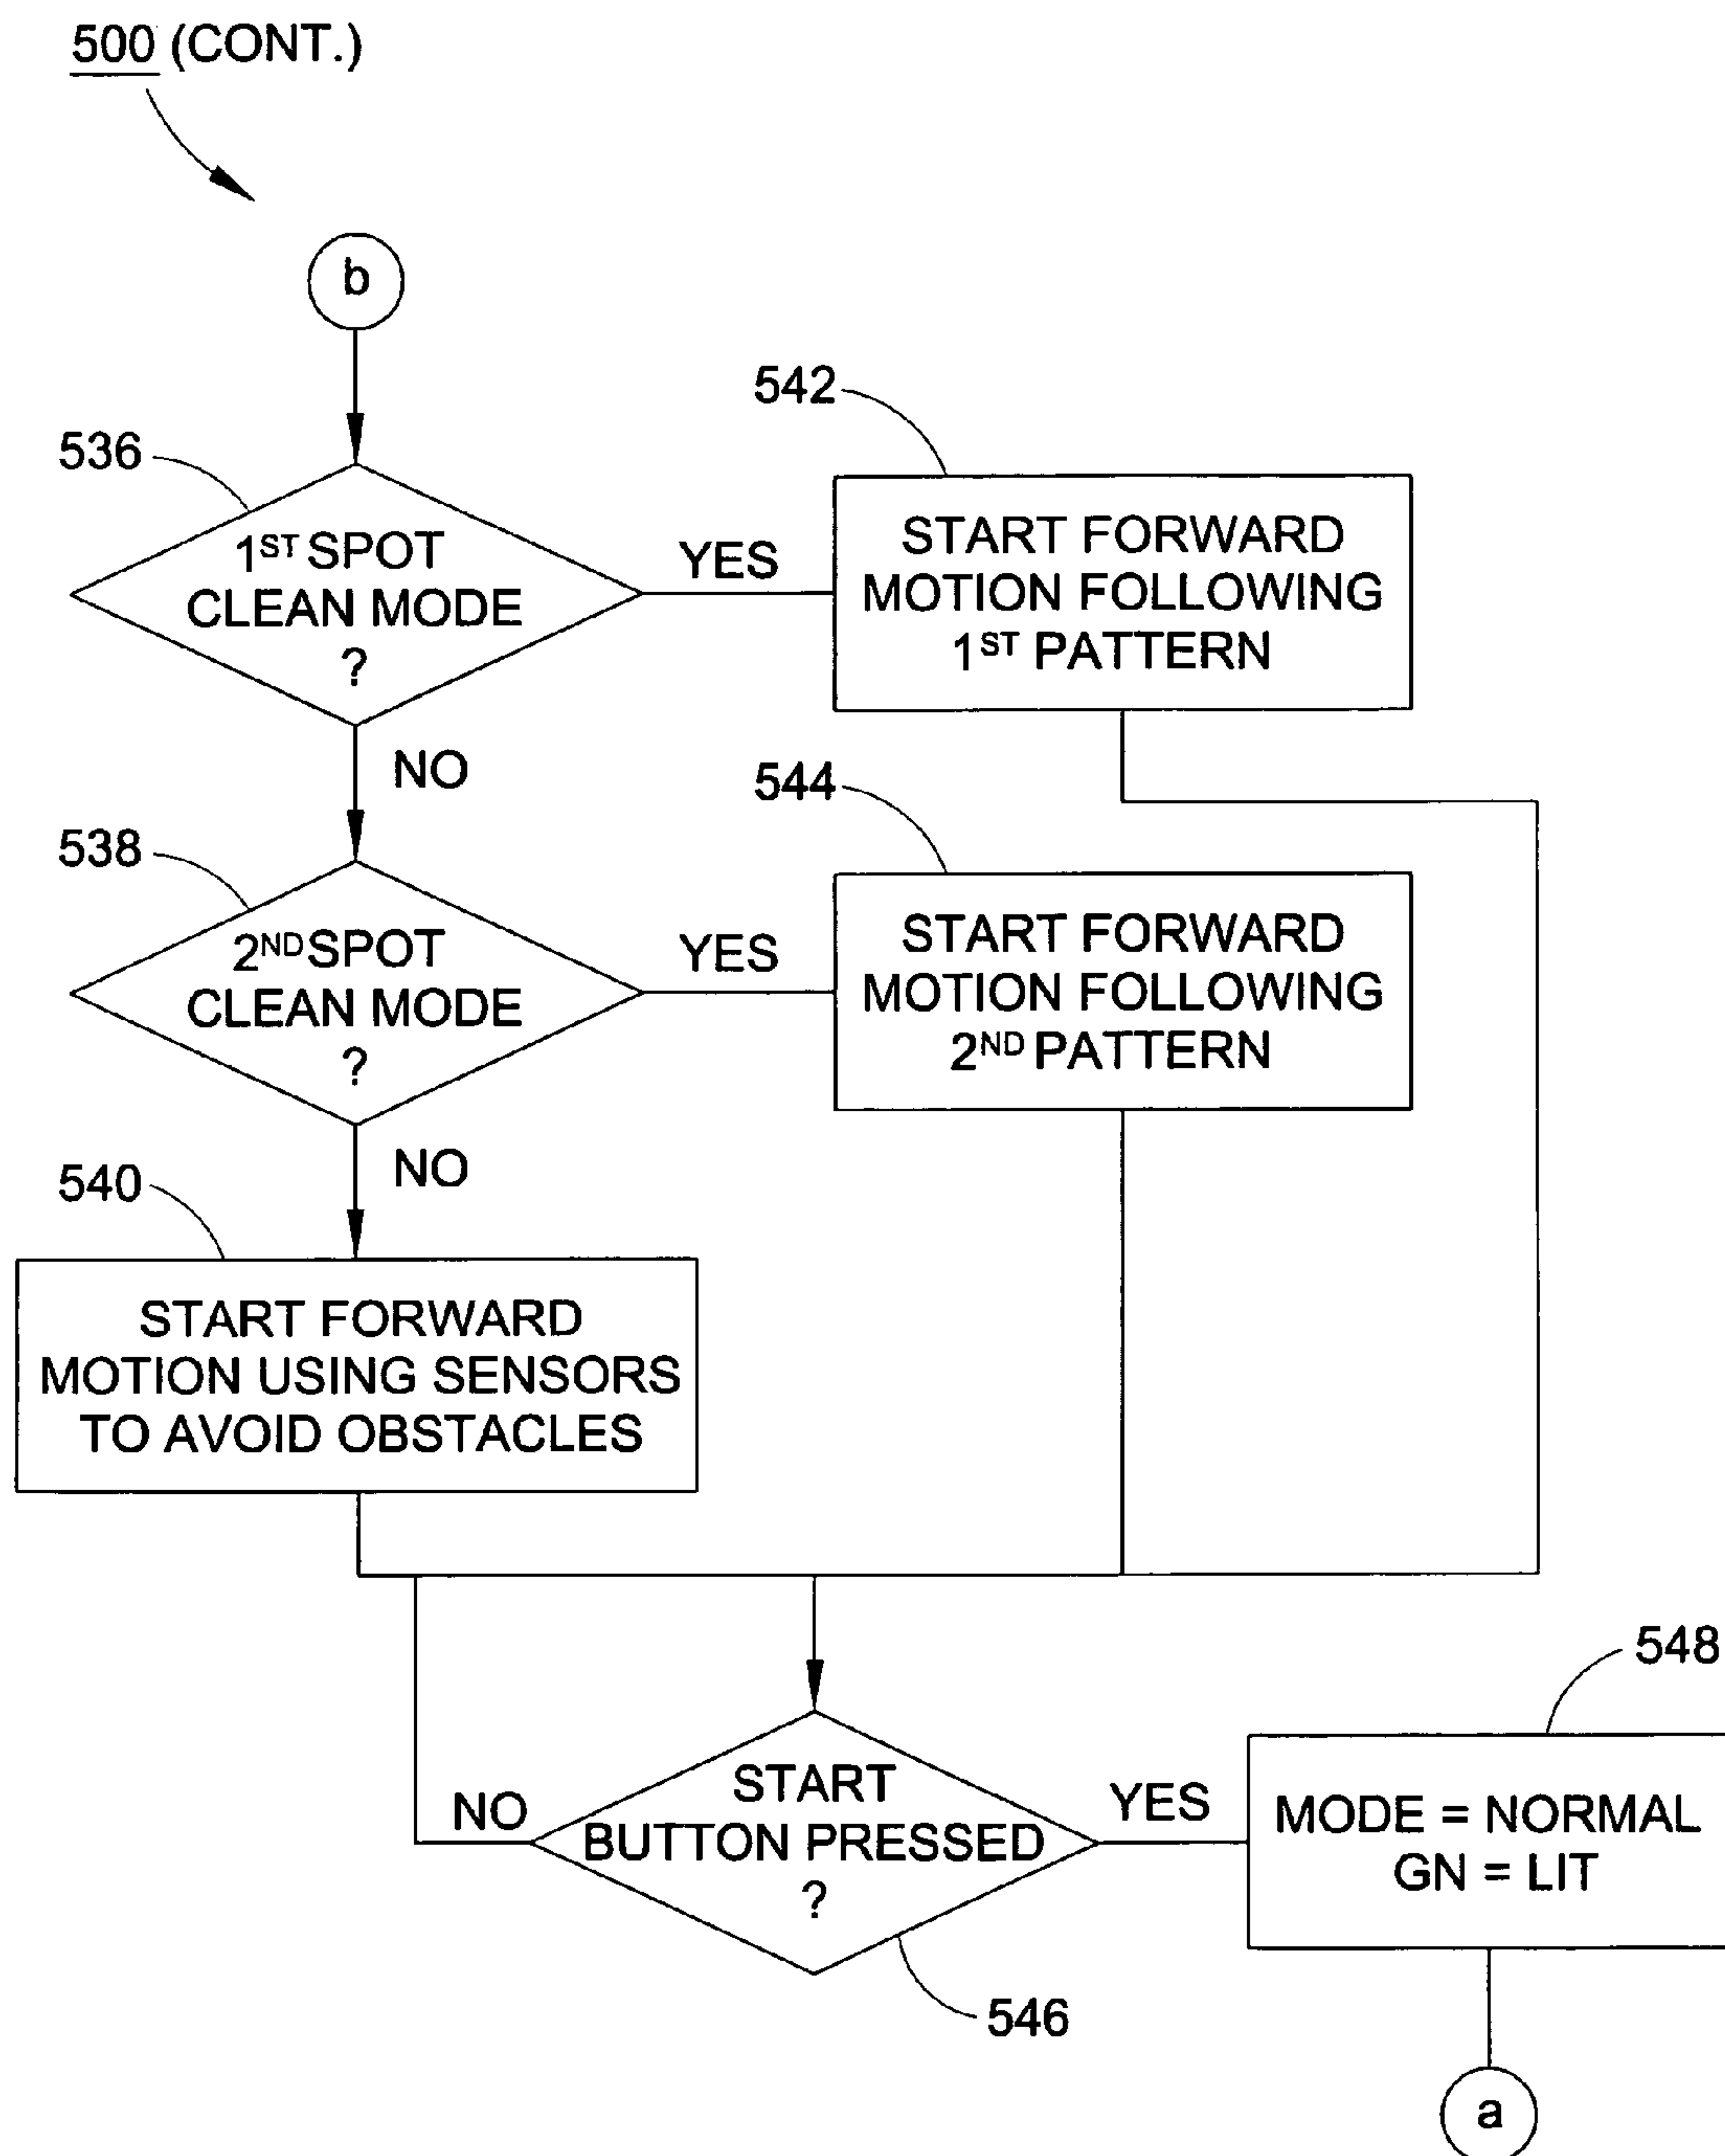 500 (CONT.)
b
542
536
1ST SPOT
CLEAN MODE
?
YES
START FORWARD
MOTION FOLLOWING
1ST PATTERN
NO
544
538
2ND SPOT
CLEAN MODE
?
YES
START FORWARD
MOTION FOLLOWING
2ND PATTERN
NO
540
START FORWARD
MOTION USING SENSORS
TO AVOID OBSTACLES
548
START
BUTTON PRESSED
?
NO
YES
MODE = NORMAL
GN = LIT
546
a